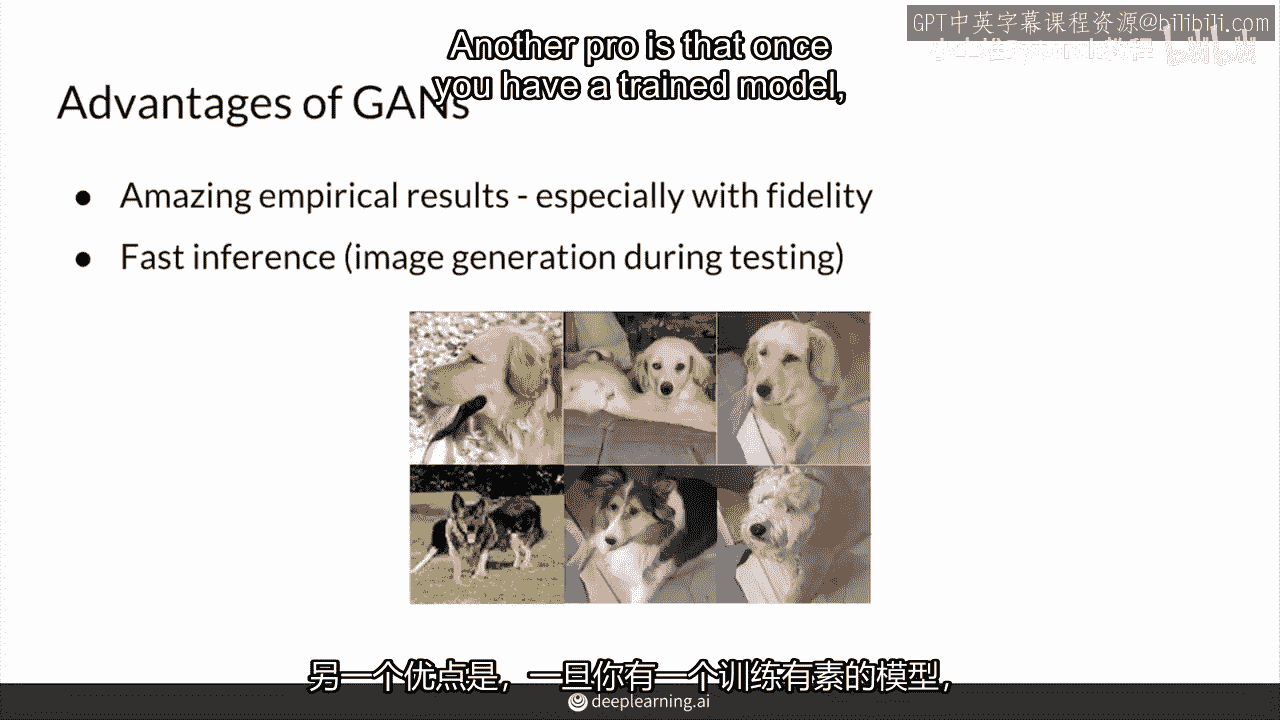 GPT中英字幕课程资源@bilibili.com
Another pro is that once
you have a trained model,
Advantages of GANs
● Amazing empirical results - especially with fidelity
● Fast inference (image generation during testing)
另一个优点是，一旦你有一个训练有素的模型，
deeplearning.ai